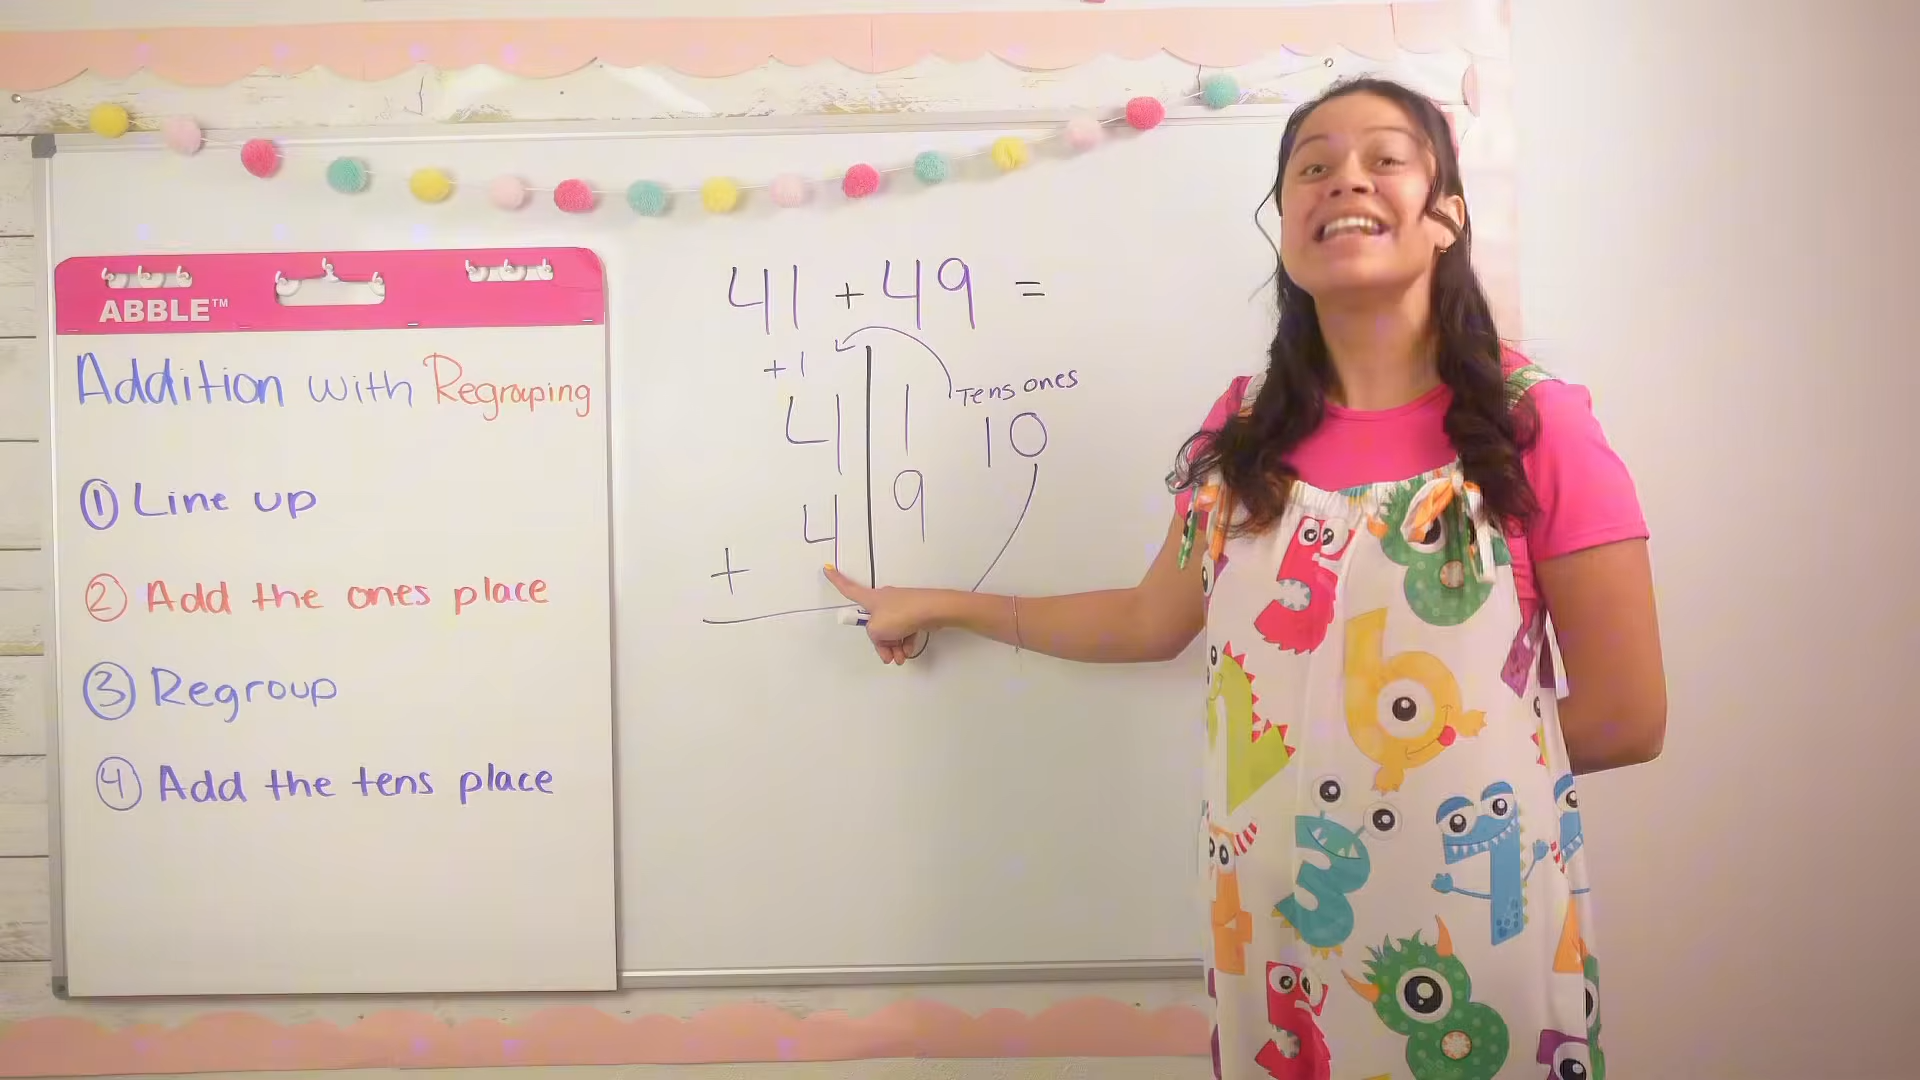 ABBLE™
Addition with Regrouping
① Line up
② Add the ones place
③ Regroup
④ Add the tens place
41 + 49 =
+1
Tens ones
41 10
9
+ 4